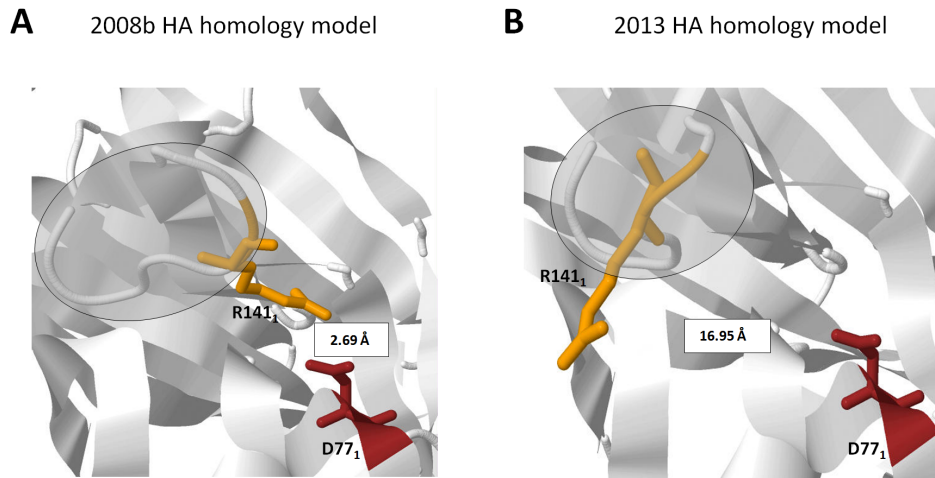 A 2008b HA homology model
B 2013 HA homology model
R141₁
2.69 Å
D77₁
R141₁
16.95 Å
D77₁